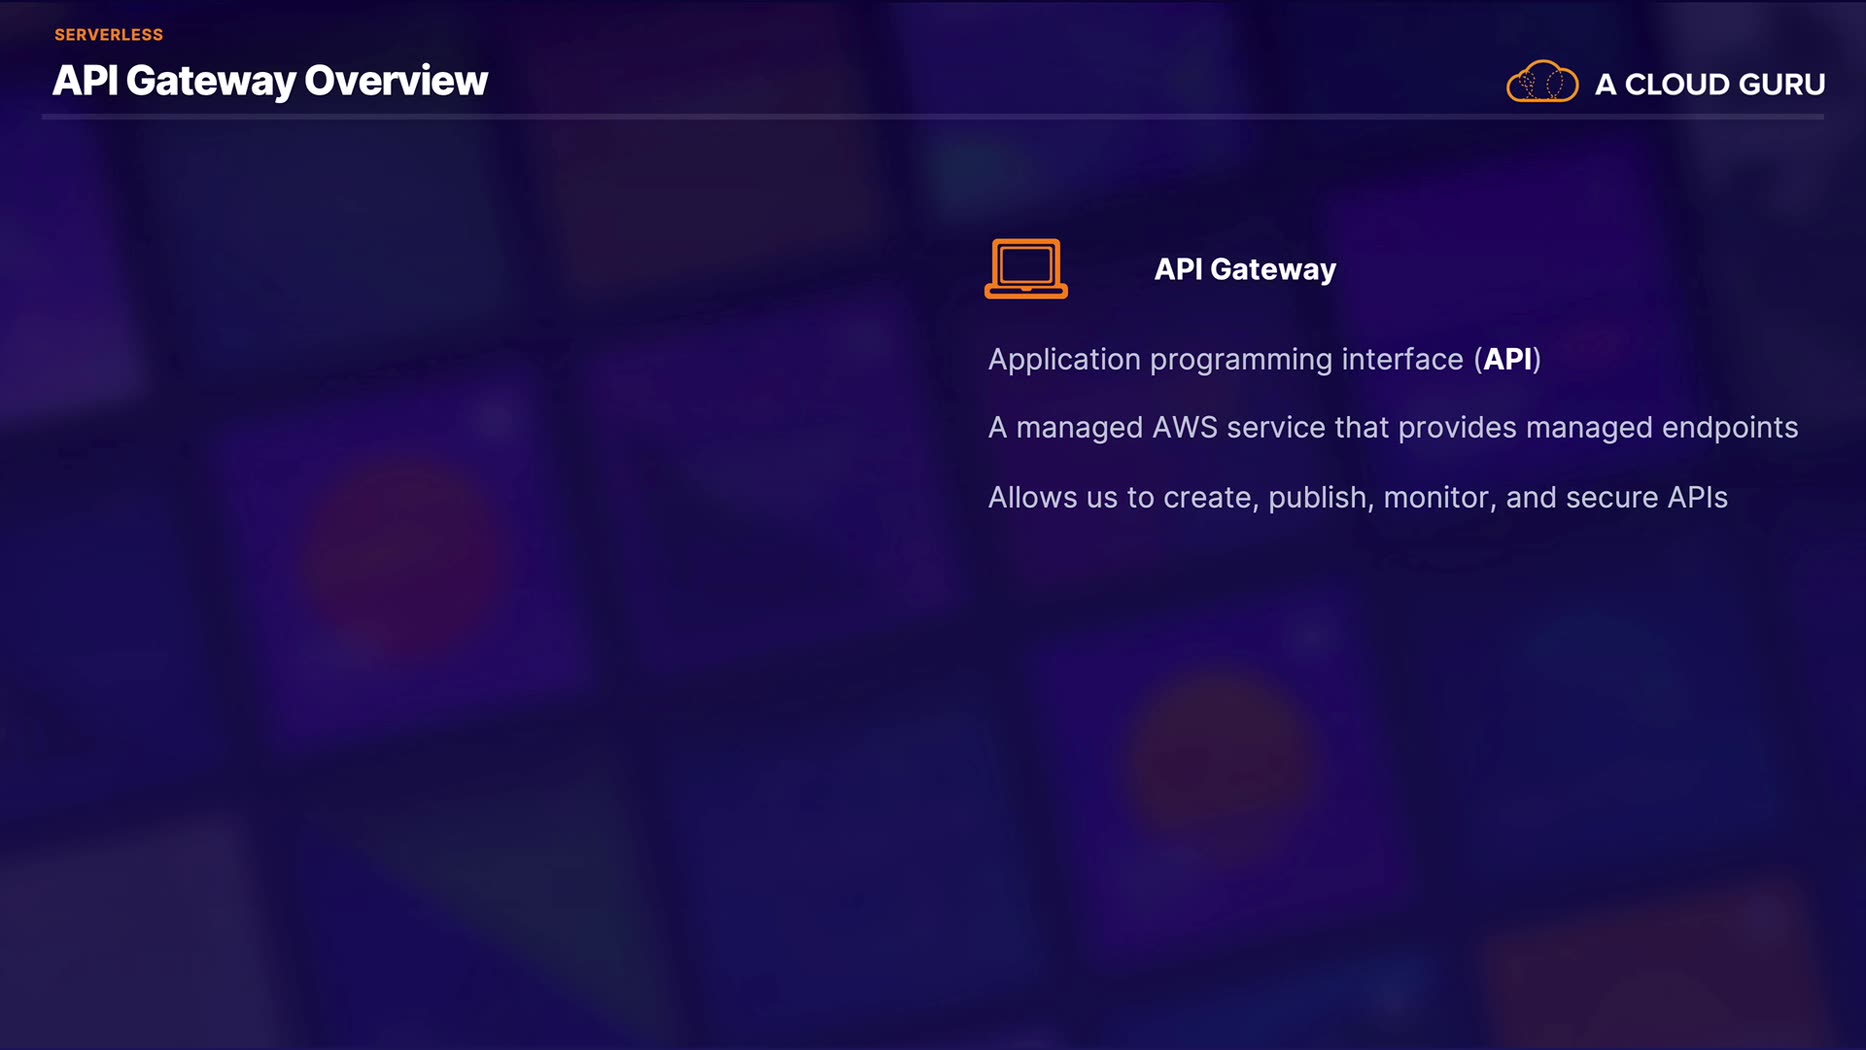 SERVERLESS
API Gateway Overview
A CLOUD GURU
API Gateway
Application programming interface (API)
A managed AWS service that provides managed endpoints
Allows us to create, publish, monitor, and secure APIs